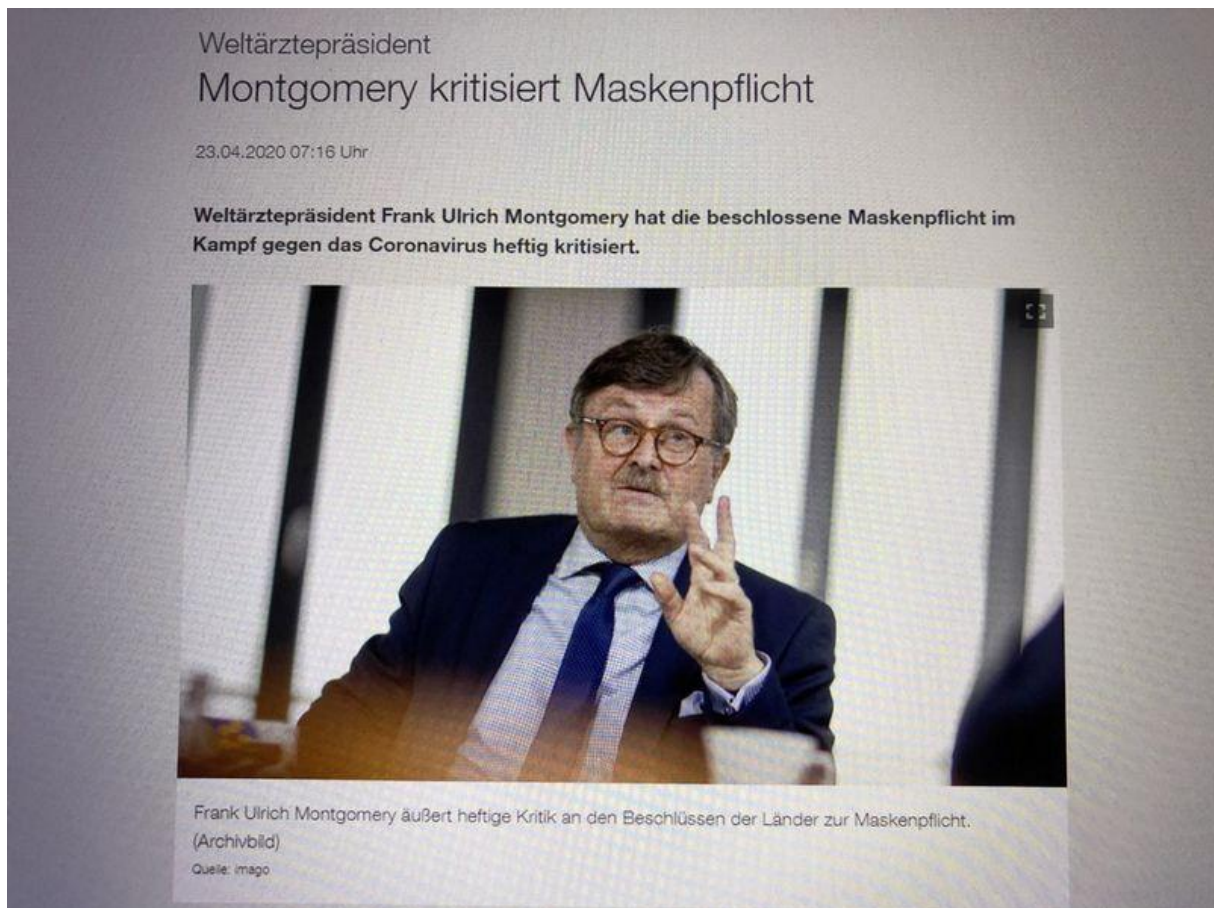 Weltärztepräsident
Montgomery kritisiert Maskenpflicht
23.04.2020 07:16 Uhr
Weltärztepräsident Frank Ulrich Montgomery hat die beschlossene Maskenpflicht im
Kampf gegen das Coronavirus heftig kritisiert.
Frank Ulrich Montgomery äußert heftige Kritik an den Beschlüssen der Länder zur Maskenpflicht.
(Archivbild)
Quelle: imago